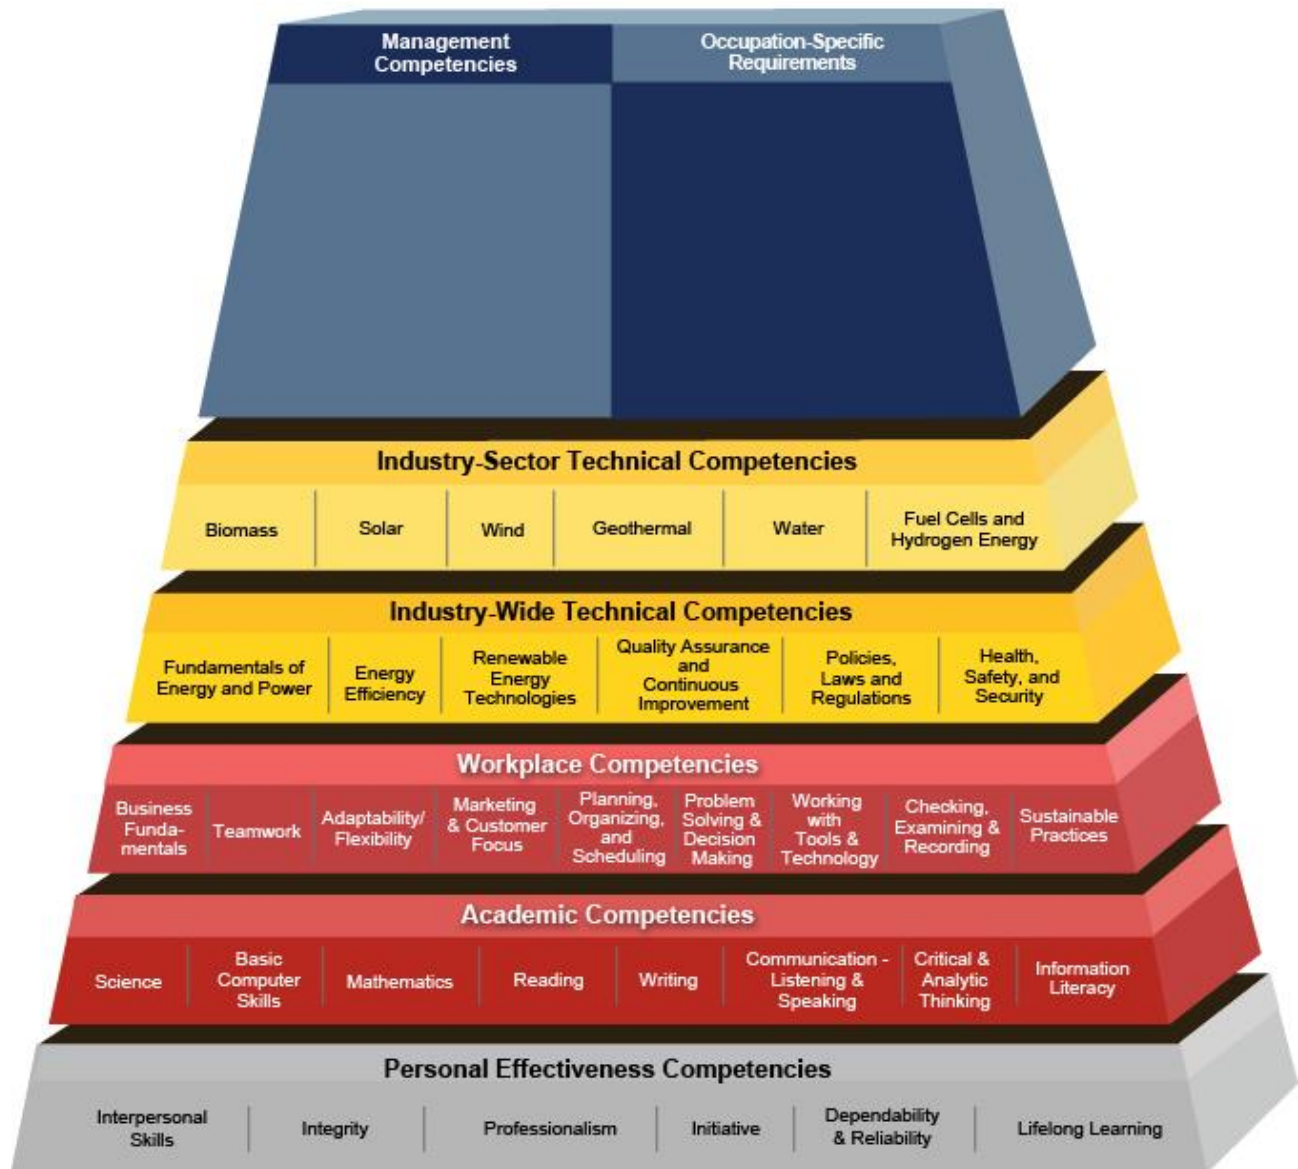 Management
Competencies
Occupation-Specific
Requirements
Industry-Sector Technical Competencies
Biomass
Solar
Wind
Geothermal
Water
Fuel Cells and
Hydrogen Energy
Industry-Wide Technical Competencies
Fundamentals of
Energy and Power
Energy
Efficiency
Renewable
Energy
Technologies
Quality Assurance
and
Continuous
Improvement
Policies,
Laws and
Regulations
Health,
Safety, and
Security
Workplace Competencies
Business
Funda-
mentals
Teamwork
Adaptability/
Flexibility
Marketing
& Customer
Focus
Planning,
Organizing,
and
Scheduling
Problem
Solving &
Decision
Making
Working
with
Tools &
Technology
Checking,
Examining &
Recording
Sustainable
Practices
Academic Competencies
Science
Basic
Computer
Skills
Mathematics
Reading
Writing
Communication -
Listening &
Speaking
Critical &
Analytic
Thinking
Information
Literacy
Personal Effectiveness Competencies
Interpersonal
Skills
Integrity
Professionalism
Initiative
Dependability
& Reliability
Lifelong Learning